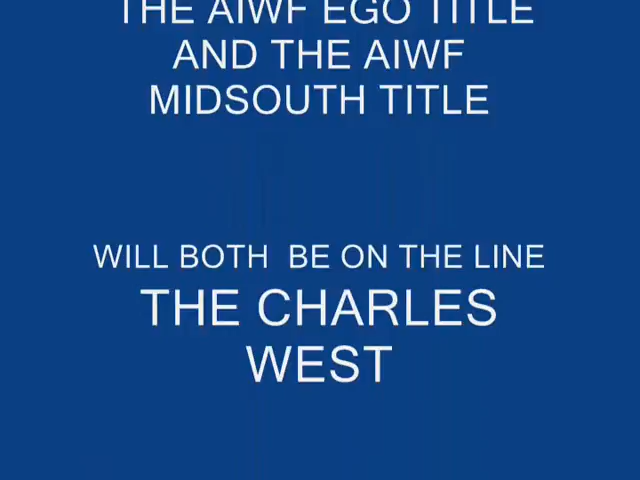 THE AIWF EGO TITLE
AND THE AIWF
MIDSOUTH TITLE
WILL BOTH  BE ON THE LINE
THE CHARLES
WEST